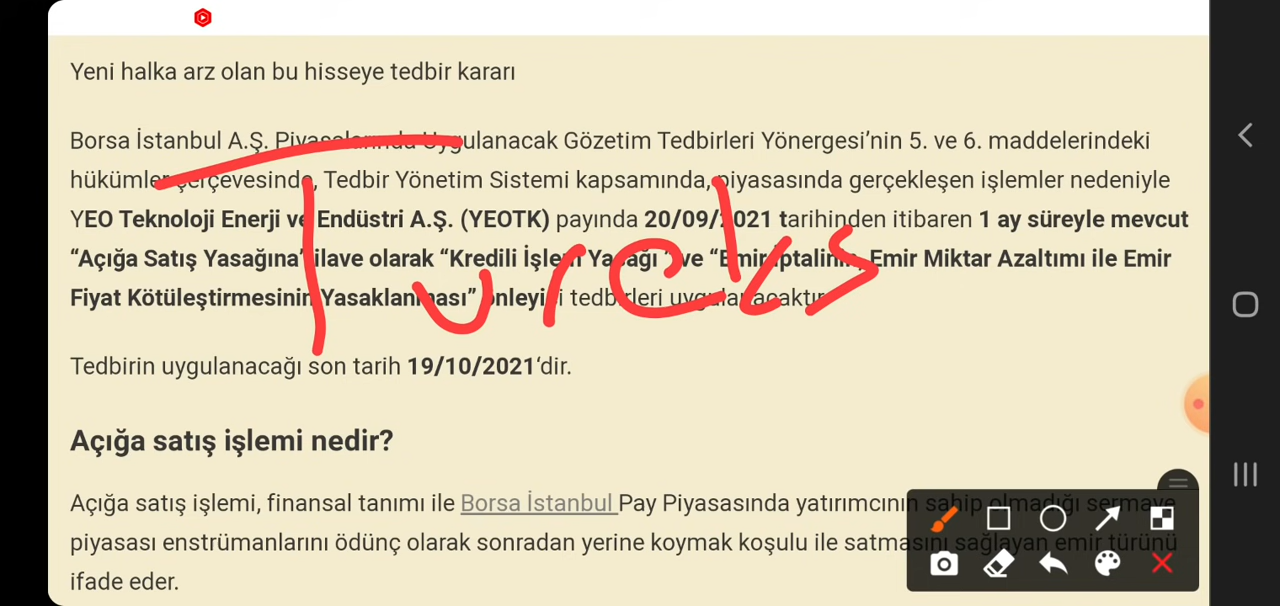 Yeni halka arz olan bu hisseye tedbir kararı
Borsa İstanbul A.Ş. Piyasalarında Uygulanacak Gözetim Tedbirleri Yönergesi’nin 5. ve 6. maddelerindeki
hükümler çerçevesinde, Tedbir Yönetim Sistemi kapsamında, piyasasında gerçekleşen işlemler nedeniyle
YEO Teknoloji Enerji ve Endüstri A.Ş. (YEOTK) payında 20/09/2021 tarihinden itibaren 1 ay süreyle mevcut
“Açığa Satış Yasağına” ilave olarak “Kredili İşlem Yasağı ” ve “Emir İptalinin, Emir Miktar Azaltımı ile Emir
Fiyat Kötüleştirmesinin Yasaklanması” önleyici tedbirleri uygulanacaktır
Tedbirin uygulanacağı son tarih 19/10/2021‘dir.
Açığa satış işlemi nedir?
Açığa satış işlemi, finansal tanımı ile Borsa İstanbul Pay Piyasasında yatırımcının sahip olmadığı sermaye
piyasası enstrümanlarını ödünç olarak sonradan yerine koymak koşulu ile satmasını sağlayan emir türünü
ifade eder.